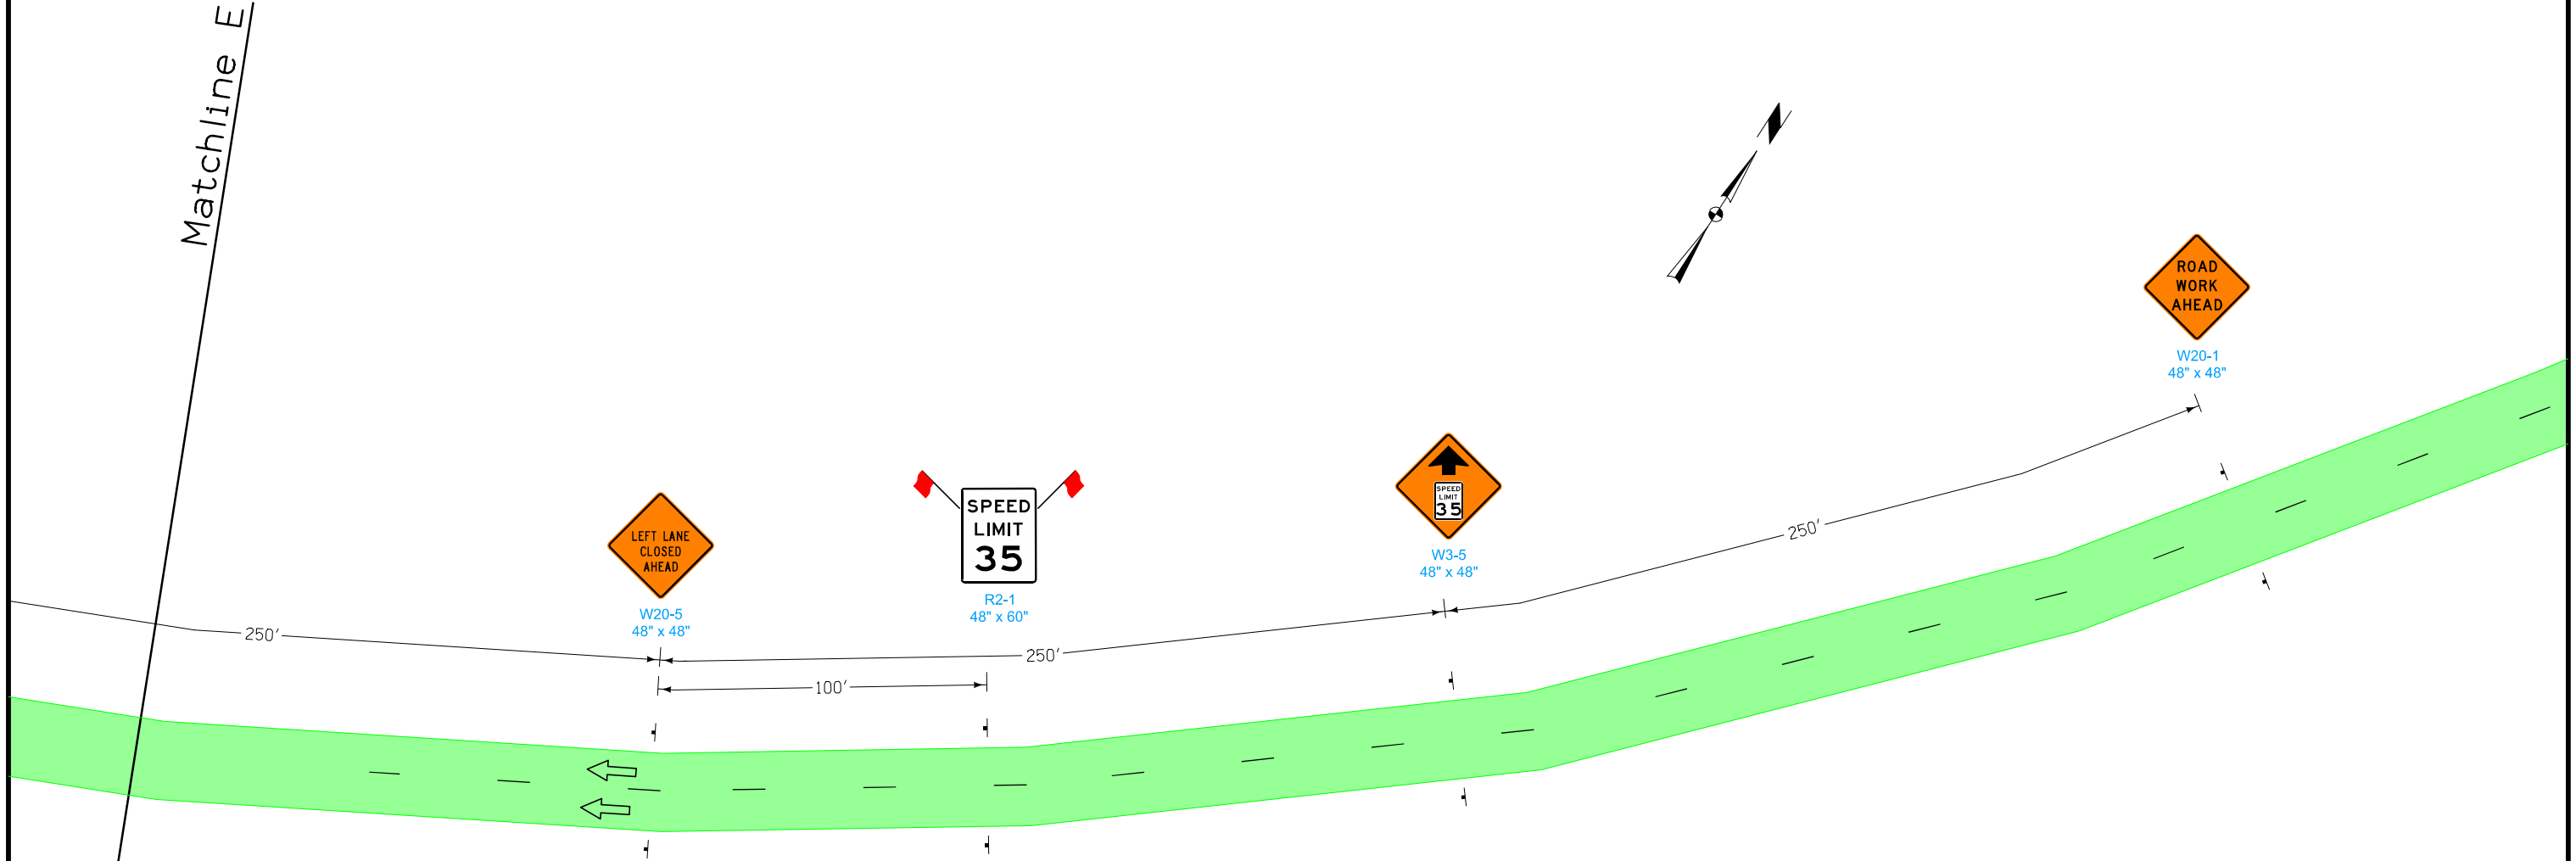 Matchline E
N
ROAD
WORK
AHEAD
W20-1
48" x 48"
SPEED
LIMIT
35
W3-5
48" x 48"
250'
SPEED
LIMIT
35
R2-1
48" x 60"
LEFT LANE
CLOSED
AHEAD
W20-5
48" x 48"
250'
250'
100'